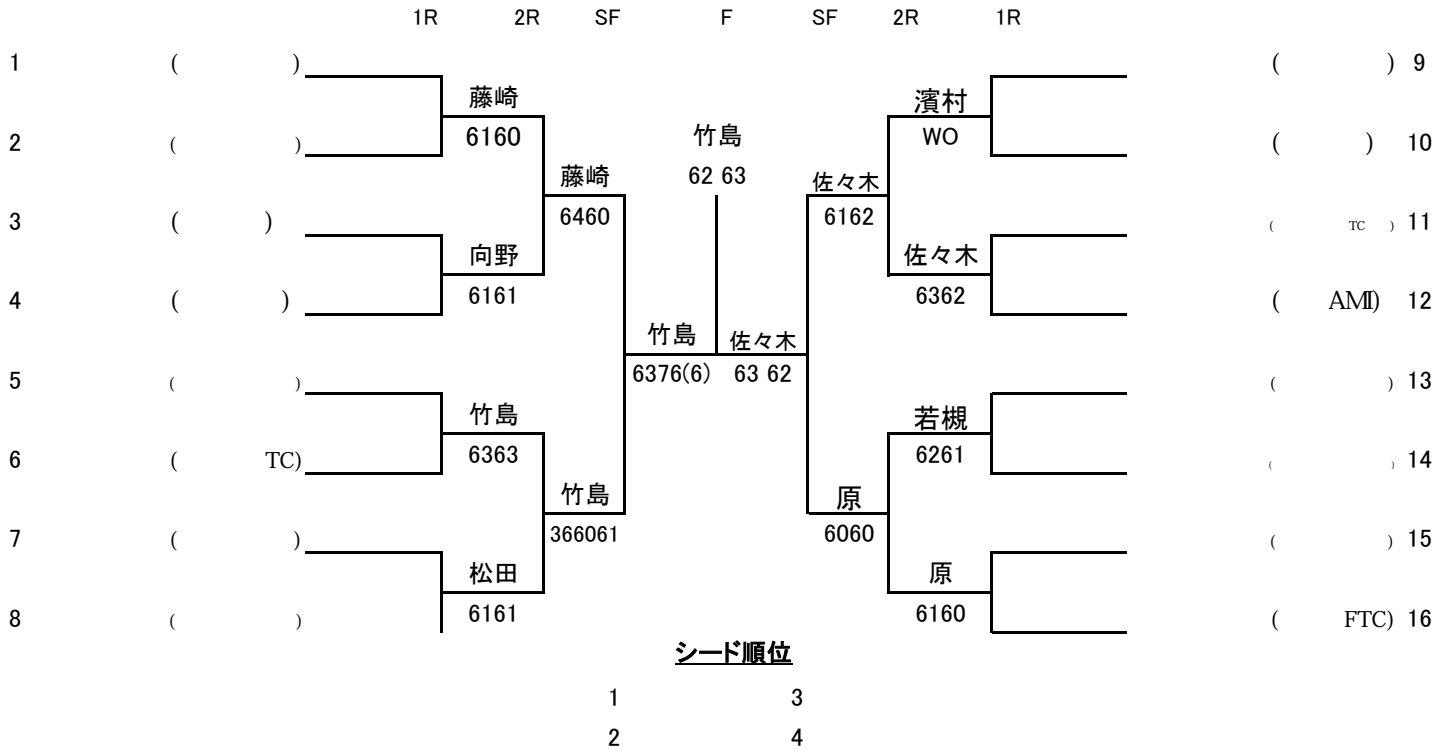 1R 2R SF F SF 2R 1R
1 ( ) ( ) 9
藤崎 濱村
2 ( ) 6160 竹島 WO ( ) 10
藤崎 62 63 佐々木
3 ( ) 6460 6162 ( TC ) 11
向野 佐々木
4 ( ) 6161 6362 ( AMI) 12
竹島 佐々木
5 ( ) 6376(6) 63 62 ( ) 13
竹島 若槻
6 ( TC) 6363 6261 ( ) 14
竹島 原
7 ( ) 366061 6060 ( ) 15
松田 原
8 ( ) 6161 6160 ( FTC) 16
シード順位
1 3
2 4